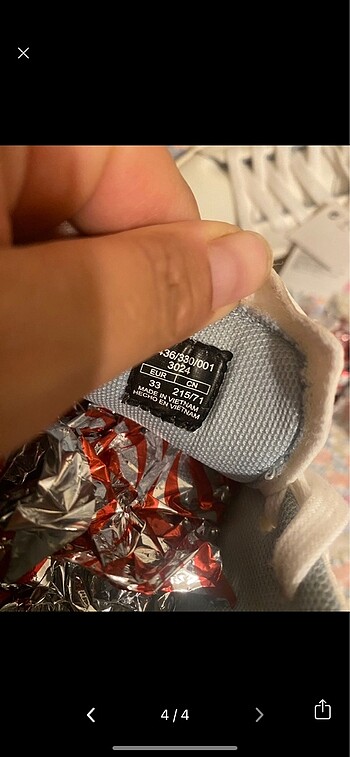 436/330/001
3024
EUR CN
33 215/71
MADE IN VIETNAM
HECHO EN VIETNAM
4/4